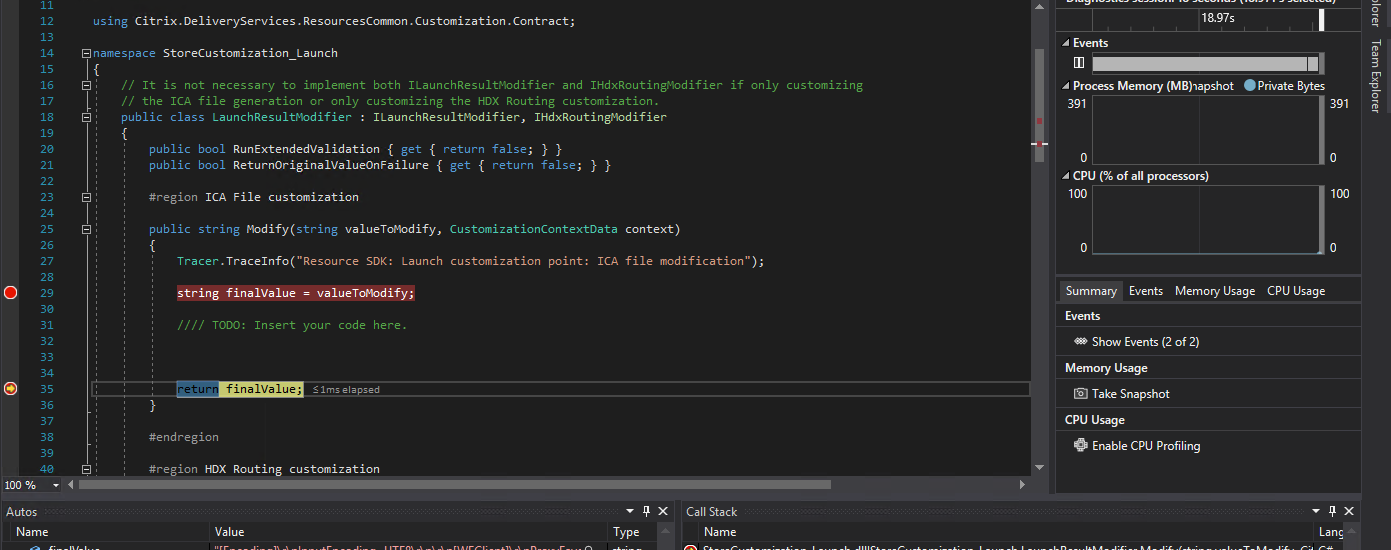 11
12 using Citrix.DeliveryServices.ResourcesCommon.Customization.Contract;
13
14 namespace StoreCustomization_Launch
15 {
16 // It is not necessary to implement both ILaunchResultModifier and IHdxRoutingModifier if only customizing
17 // the ICA file generation or only customizing the HDX Routing customization.
18 public class LaunchResultModifier : ILaunchResultModifier, IHdxRoutingModifier
19 {
20 public bool RunExtendedValidation { get { return false; } }
21 public bool ReturnOriginalValueOnFailure { get { return false; } }
22
23 #region ICA File customization
24
25 public string Modify(string valueToModify, CustomizationContextData context)
26 {
27 Tracer.TraceInfo("Resource SDK: Launch customization point: ICA file modification");
28
29 string finalValue = valueToModify;
30
31 //// TODO: Insert your code here.
32
33
34
35 return finalValue; ≤1ms elapsed
36 }
37
38 #endregion
39
40 #region HDX Routing customization
100 %
18.97s
Events
Process Memory (MB)napshot Private Bytes
391 391
0 0
CPU (% of all processors)
100 100
0 0
Summary Events Memory Usage CPU Usage
Events
Show Events (2 of 2)
Memory Usage
Take Snapshot
CPU Usage
Enable CPU Profiling
Team Explorer
Autos
Name Value Type
finalValue
Call Stack
Name Lang